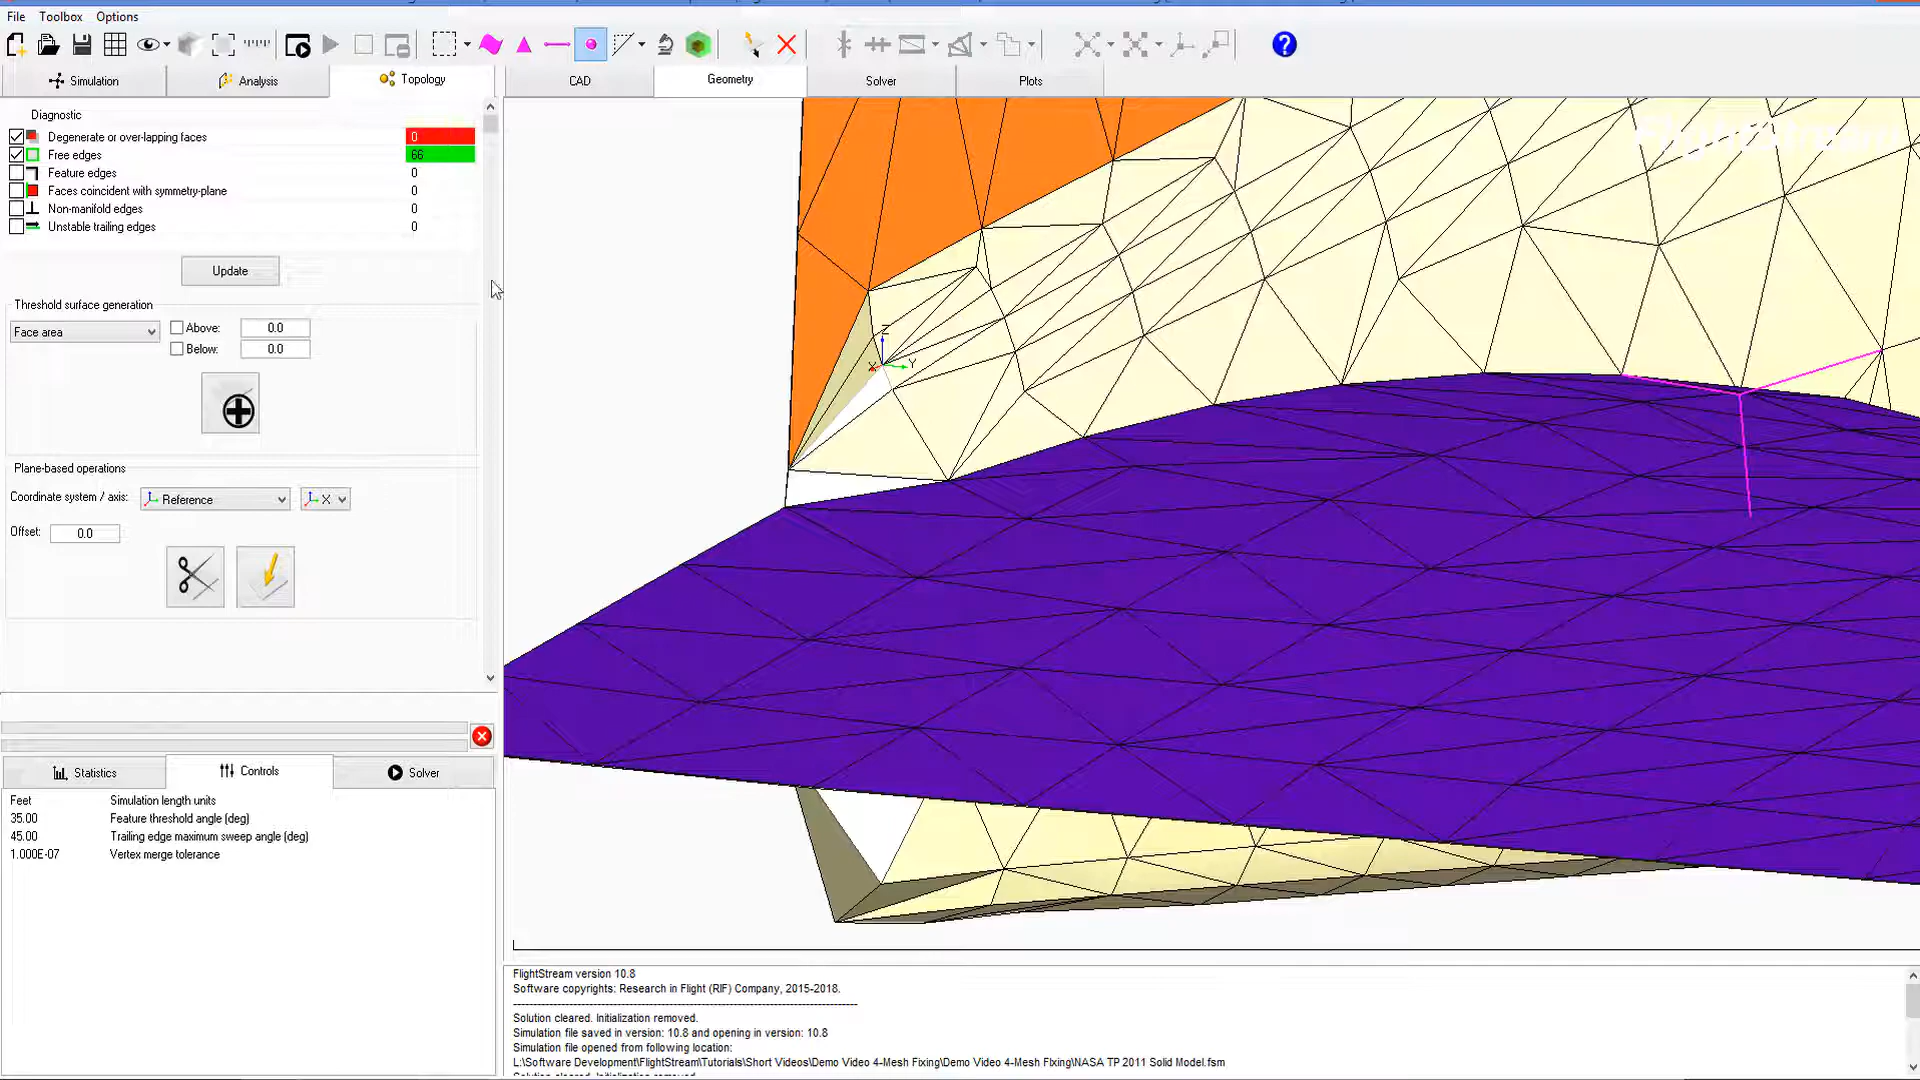 File Toolbox Options
Simulation Analysis Topology CAD Geometry Solver Plots
Diagnostic
Degenerate or over-lapping faces 0
Free edges 66
Feature edges 0
Faces coincident with symmetry-plane 0
Non-manifold edges 0
Unstable trailing edges 0
Update
Threshold surface generation
Face area Above: 0.0
Below: 0.0
Plane-based operations
Coordinate system / axis: Reference X
Offset: 0.0
FlightStream
Z
X Y
Statistics Controls Solver
Feet Simulation length units
35.00 Feature threshold angle (deg)
45.00 Trailing edge maximum sweep angle (deg)
1.000E-07 Vertex merge tolerance
FlightStream version 10.8
Software copyrights: Research in Flight (RIF) Company, 2015-2018.
Solution cleared. Initialization removed.
Simulation file saved in version: 10.8 and opening in version: 10.8
Simulation file opened from following location:
L:\Software Development\FlightStream\Tutorials\Short Videos\Demo Video 4-Mesh Fixing\Demo Video 4-Mesh FIxing\NASA TP 2011 Solid Model.fsm
Solution cleared. Initialization removed.